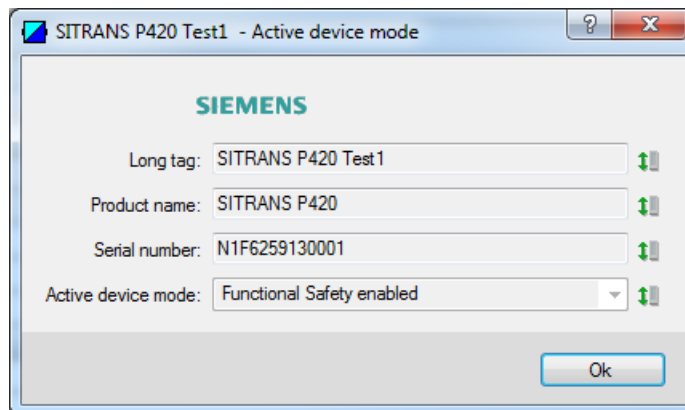 SITRANS P420 Test1 - Active device mode
?
SIEMENS
Long tag: SITRANS P420 Test1
Product name: SITRANS P420
Serial number: N1F6259130001
Active device mode: Functional Safety enabled
Ok